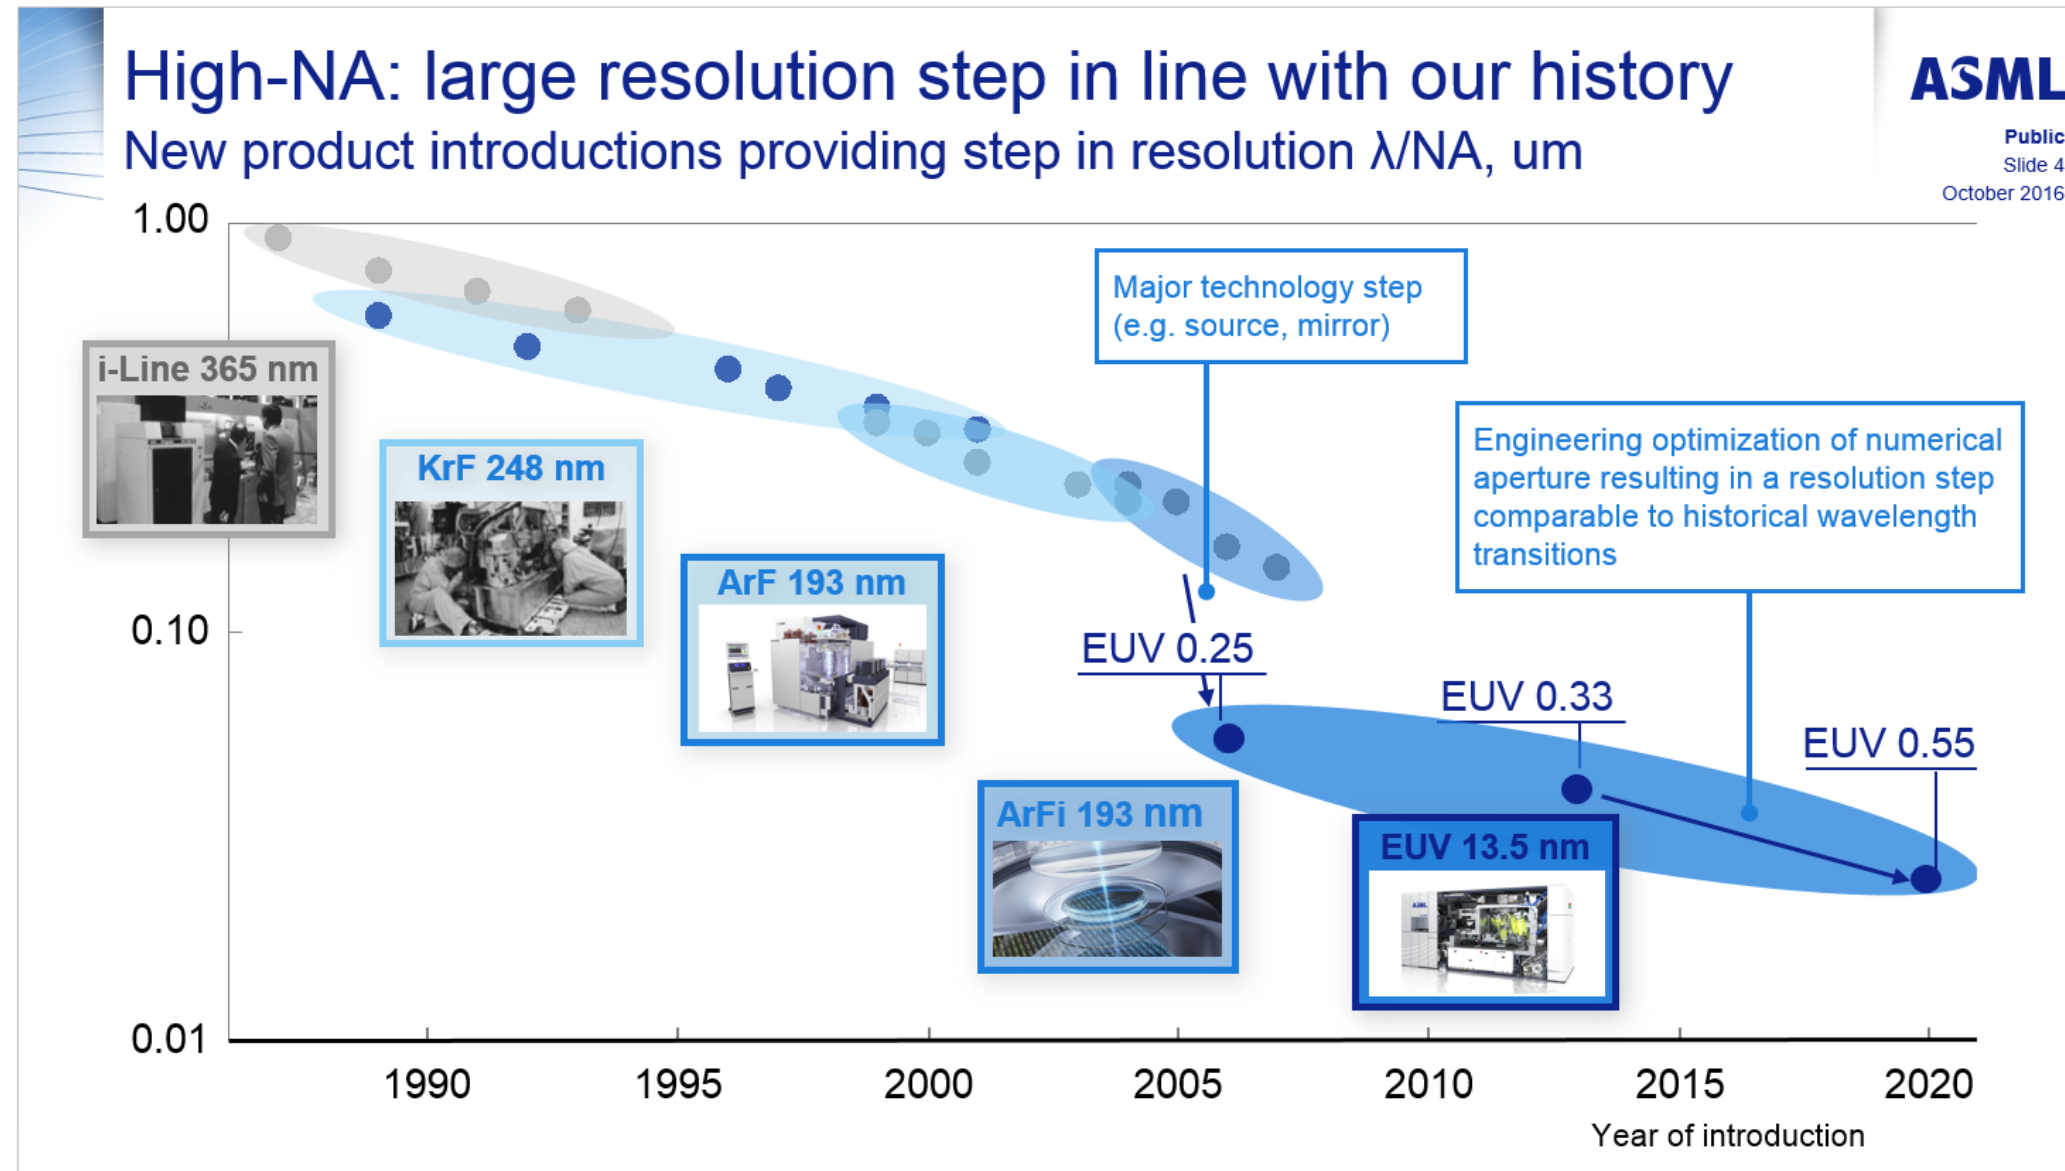 High-NA: large resolution step in line with our history
New product introductions providing step in resolution λ/NA, um
ASML
Public
Slide 4
October 2016
1.00
0.10
0.01
i-Line 365 nm
KrF 248 nm
ArF 193 nm
ArFi 193 nm
EUV 13.5 nm
Major technology step
(e.g. source, mirror)
Engineering optimization of numerical
aperture resulting in a resolution step
comparable to historical wavelength
transitions
EUV 0.25
EUV 0.33
EUV 0.55
1990
1995
2000
2005
2010
2015
2020
Year of introduction